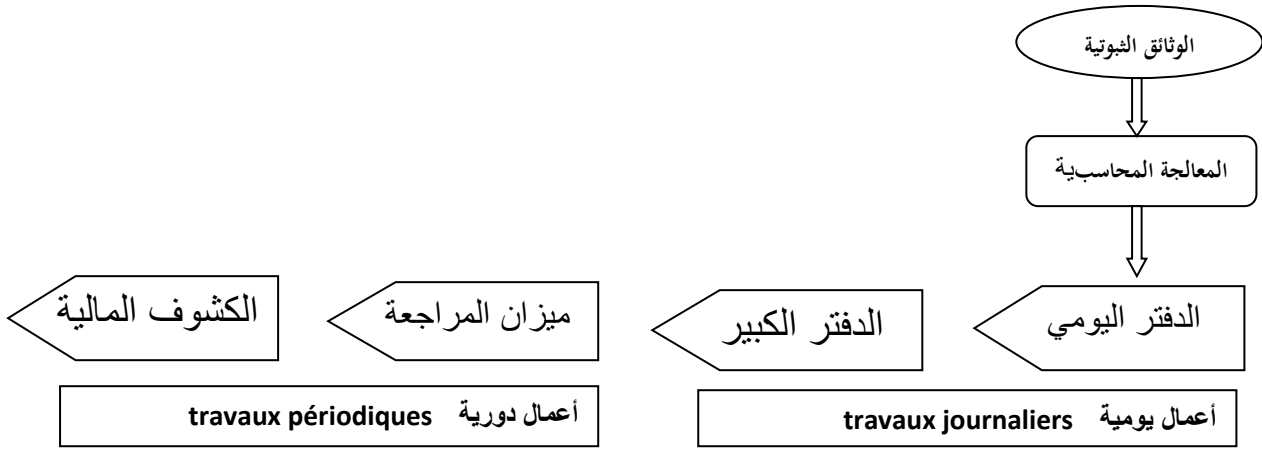 الوثائق الثبوتية
المعالجة المحاسبية
الدفتر اليومي
الدفتر الكبير
ميزان المراجعة
الكشوف المالية
أعمال يومية travaux journaliers
أعمال دورية travaux périodiques